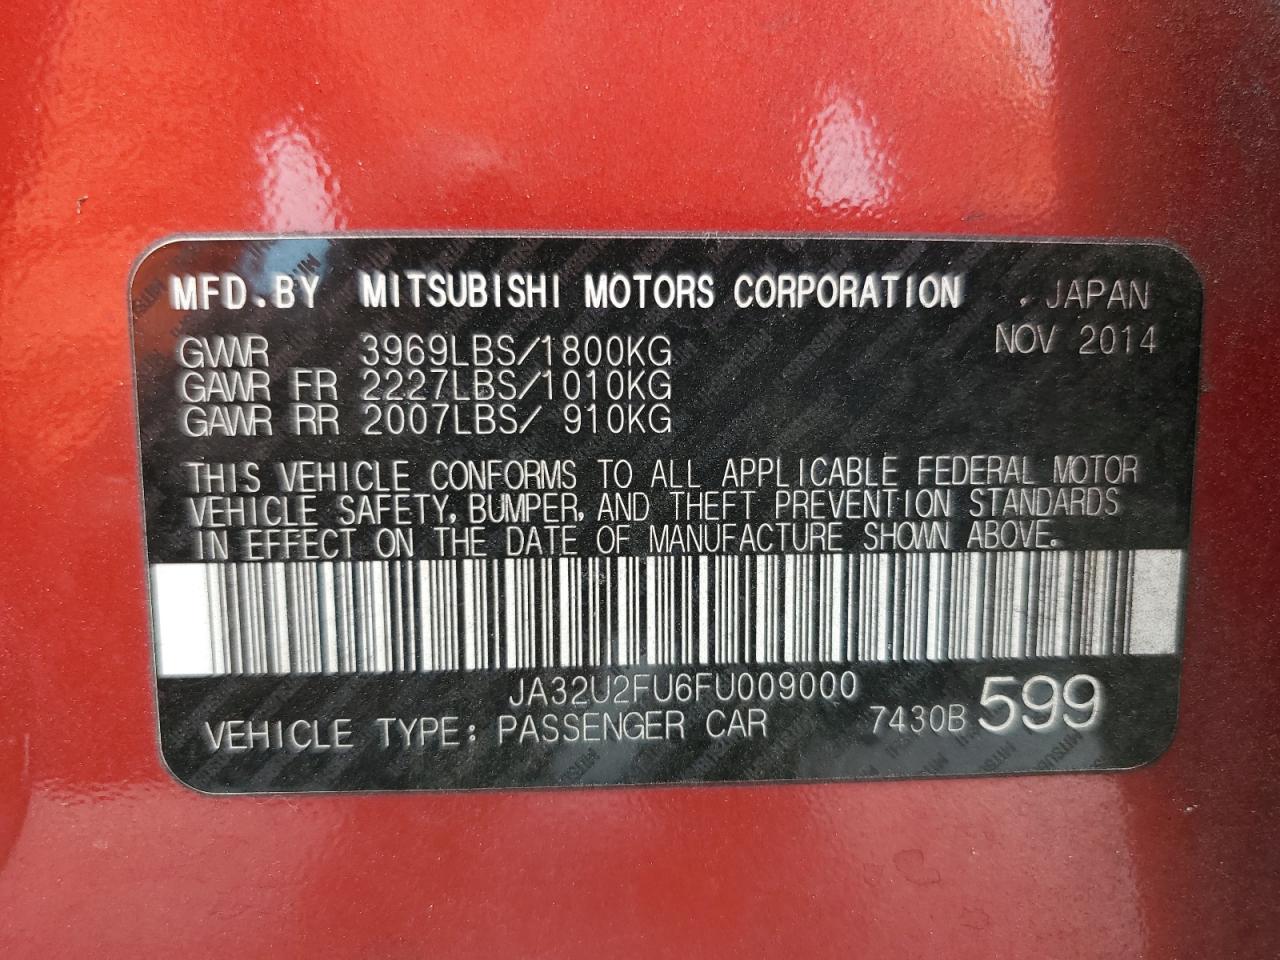 MFD.BY MITSUBISHI MOTORS CORPORATION . JAPAN
NOV 2014
GVWR 3969LBS/1800KG
GAWR FR 2227LBS/1010KG
GAWR RR 2007LBS/ 910KG
THIS VEHICLE CONFORMS TO ALL APPLICABLE FEDERAL MOTOR
VEHICLE SAFETY, BUMPER, AND THEFT PREVENTION STANDARDS
IN EFFECT ON THE DATE OF MANUFACTURE SHOWN ABOVE.
JA32U2FU6FU009000
VEHICLE TYPE: PASSENGER CAR 7430B 599